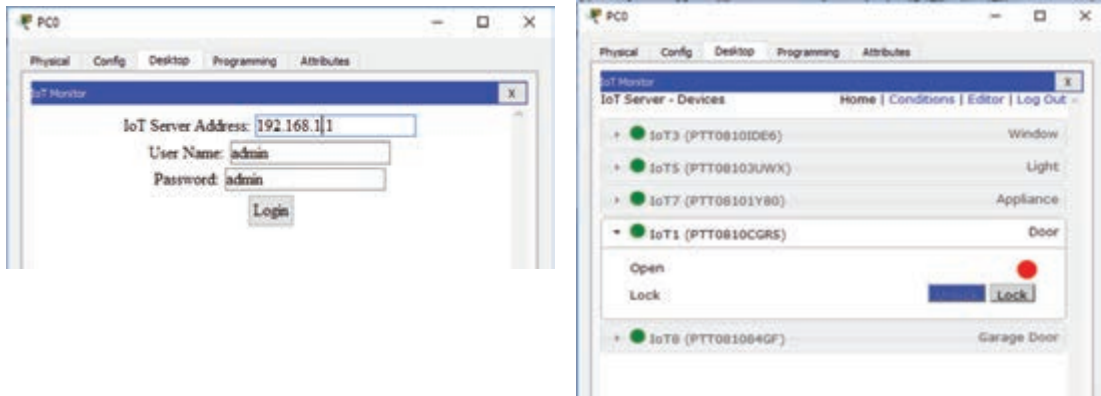 PC0
Physical Config Desktop Programming Attributes
IoT Monitor X
IoT Server Address: 192.168.1.1
User Name: admin
Password: admin
Login
PC0
Physical Config Desktop Programming Attributes
IoT Monitor X
IoT Server - Devices Home | Conditions | Editor | Log Out
IoT3 (PTT0810IDE6) Window
IoT5 (PTT08103UWX) Light
IoT7 (PTT08101Y80) Appliance
IoT1 (PTT0810CGRS) Door
Open
Lock Lock
IoT8 (PTT081084GF) Garage Door